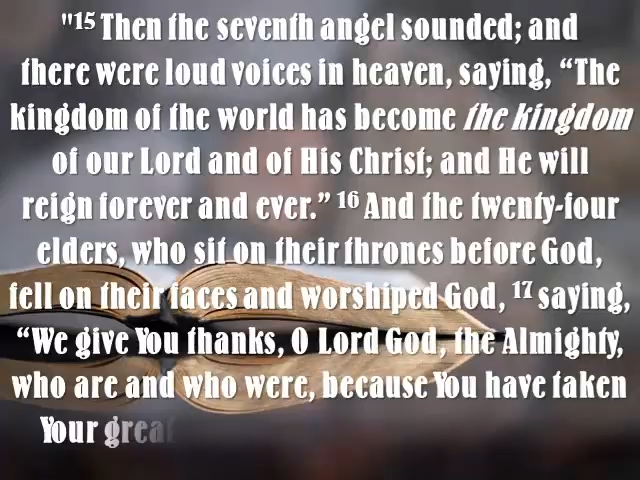 "15 Then the seventh angel sounded; and
there were loud voices in heaven, saying, “The
kingdom of the world has become the kingdom
of our Lord and of His Christ; and He will
reign forever and ever.” 16 And the twenty-four
elders, who sit on their thrones before God,
fell on their faces and worshiped God, 17 saying,
“We give You thanks, O Lord God, the Almighty,
who are and who were, because You have taken
Your great